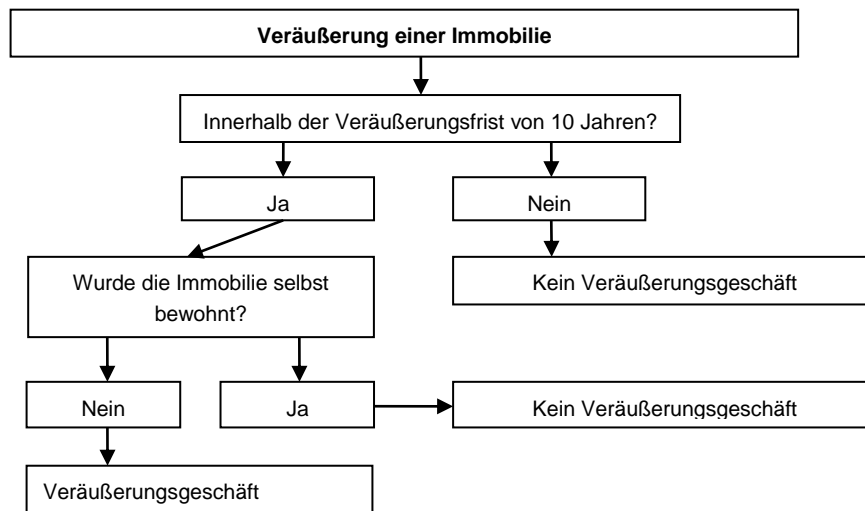 Veräußerung einer Immobilie
Innerhalb der Veräußerungsfrist von 10 Jahren?
Ja
Nein
Wurde die Immobilie selbst
bewohnt?
Kein Veräußerungsgeschäft
Nein
Ja
Kein Veräußerungsgeschäft
Veräußerungsgeschäft